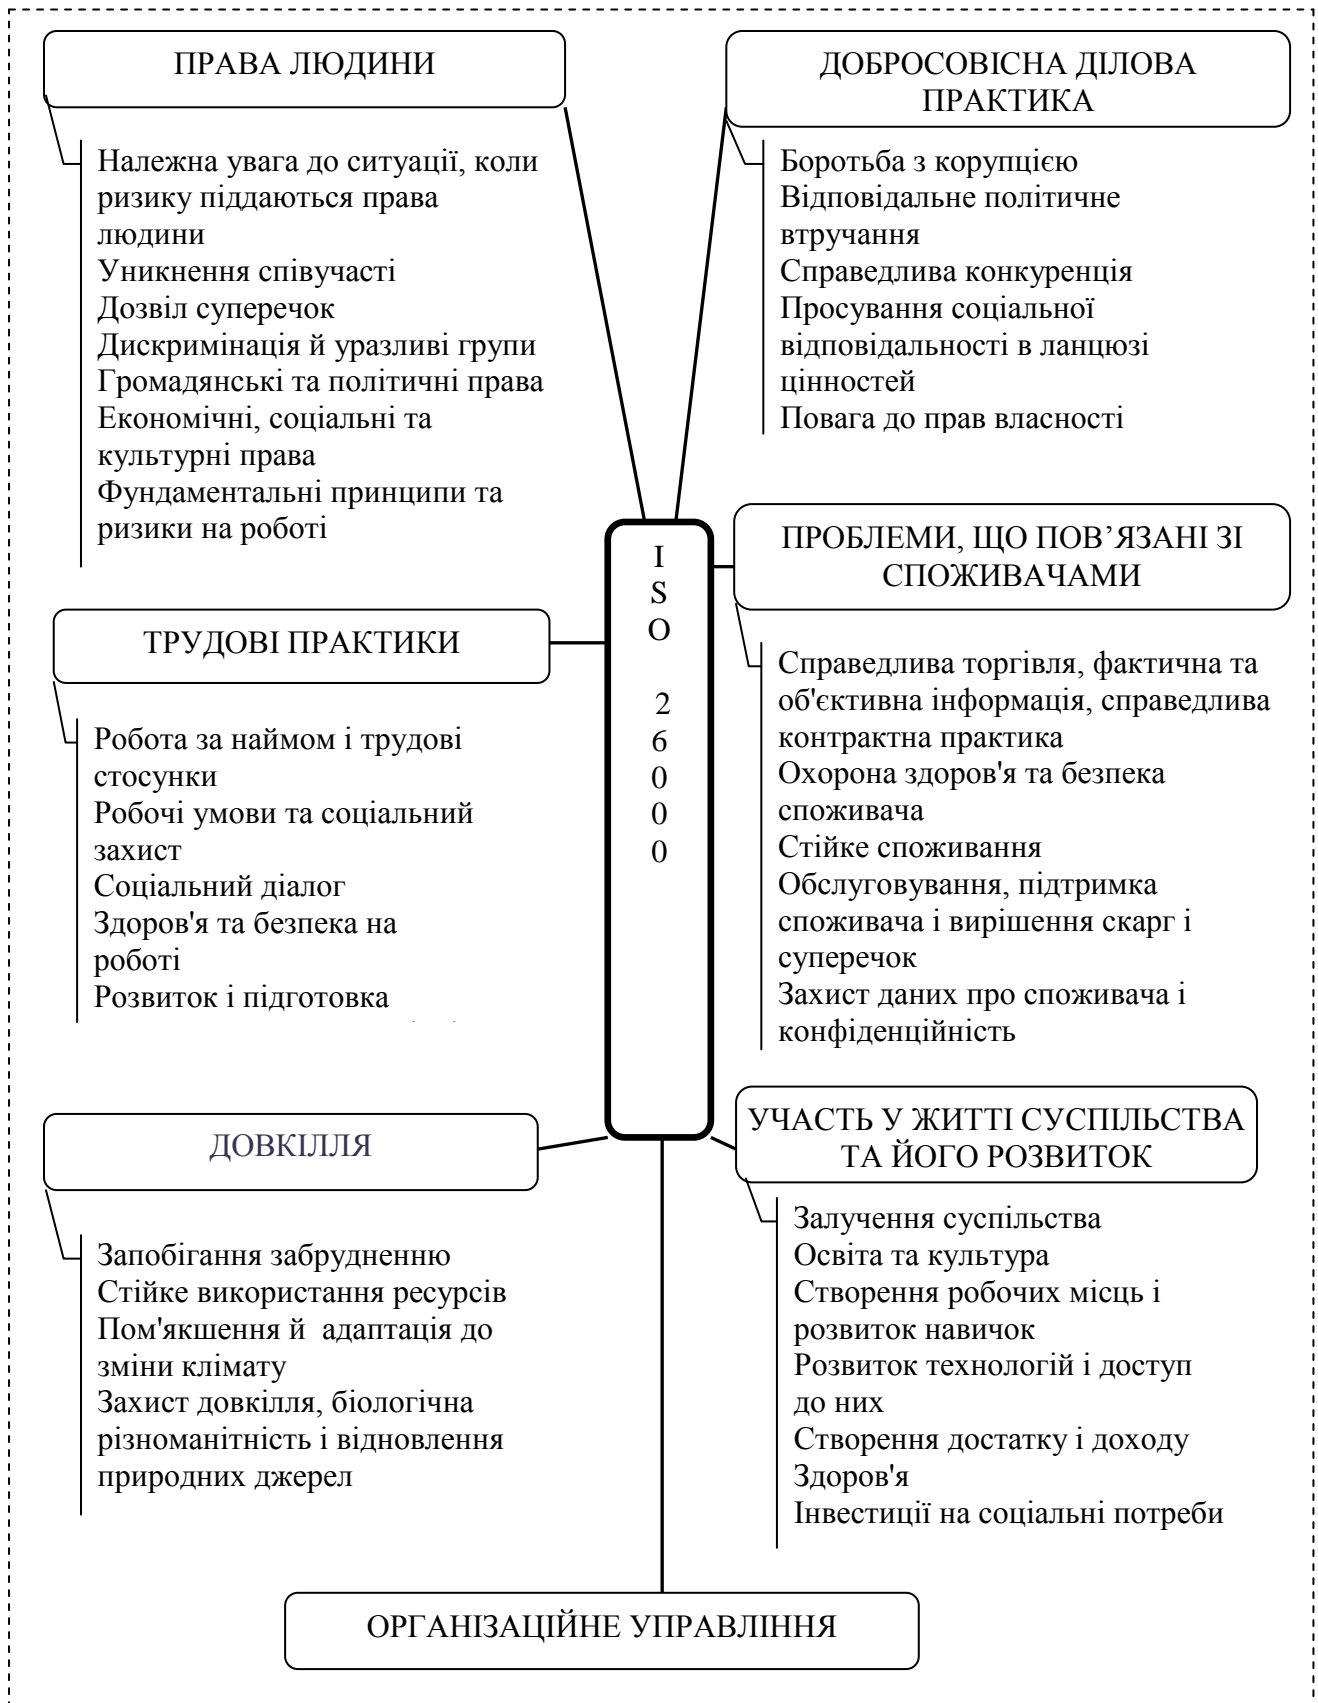 ПРАВА ЛЮДИНИ
Належна увага до ситуації, коли
ризику піддаються права
людини
Уникнення співучасті
Дозвіл суперечок
Дискримінація й уразливі групи
Громадянські та політичні права
Економічні, соціальні та
культурні права
Фундаментальні принципи та
ризики на роботі
ДОБРОСОВІСНА ДІЛОВА
ПРАКТИКА
Боротьба з корупцією
Відповідальне політичне
втручання
Справедлива конкуренція
Просування соціальної
відповідальності в ланцюзі
цінностей
Повага до прав власності
I
S
O
2
6
0
0
0
ПРОБЛЕМИ, ЩО ПОВ’ЯЗАНІ ЗІ
СПОЖИВАЧАМИ
Справедлива торгівля, фактична та
об'єктивна інформація, справедлива
контрактна практика
Охорона здоров'я та безпека
споживача
Стійке споживання
Обслуговування, підтримка
споживача і вирішення скарг і
суперечок
Захист даних про споживача і
конфіденційність
ТРУДОВІ ПРАКТИКИ
Робота за наймом і трудові
стосунки
Робочі умови та соціальний
захист
Соціальний діалог
Здоров'я та безпека на
роботі
Розвиток і підготовка
ДОВКІЛЛЯ
Запобігання забрудненню
Стійке використання ресурсів
Пом'якшення й  адаптація до
зміни клімату
Захист довкілля, біологічна
різноманітність і відновлення
природних джерел
УЧАСТЬ У ЖИТТІ СУСПІЛЬСТВА
ТА ЙОГО РОЗВИТОК
Залучення суспільства
Освіта та культура
Створення робочих місць і
розвиток навичок
Розвиток технологій і доступ
до них
Створення достатку і доходу
Здоров'я
Інвестиції на соціальні потреби
ОРГАНІЗАЦІЙНЕ УПРАВЛІННЯ